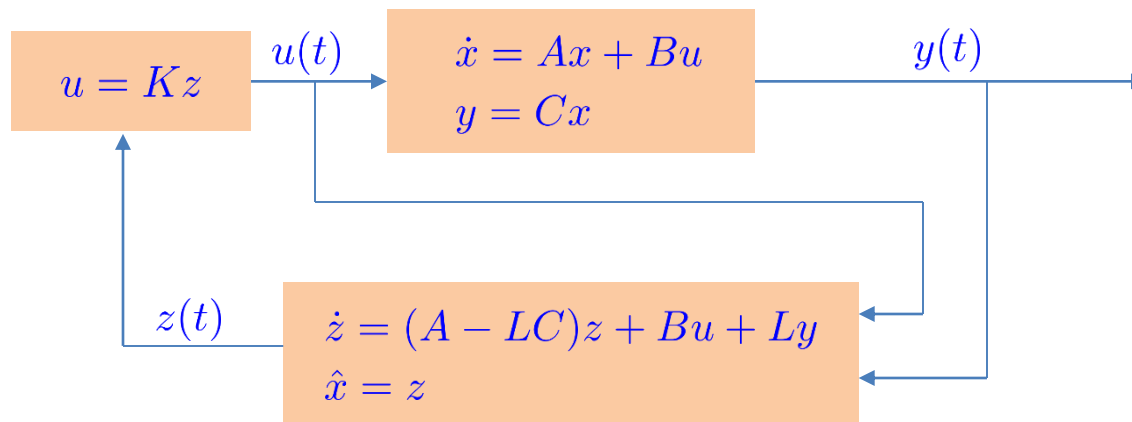 u = Kz
u(t)
ẋ = Ax + Bu
y = Cx
y(t)
z(t)
ż = (A − LC)z + Bu + Ly
x̂ = z